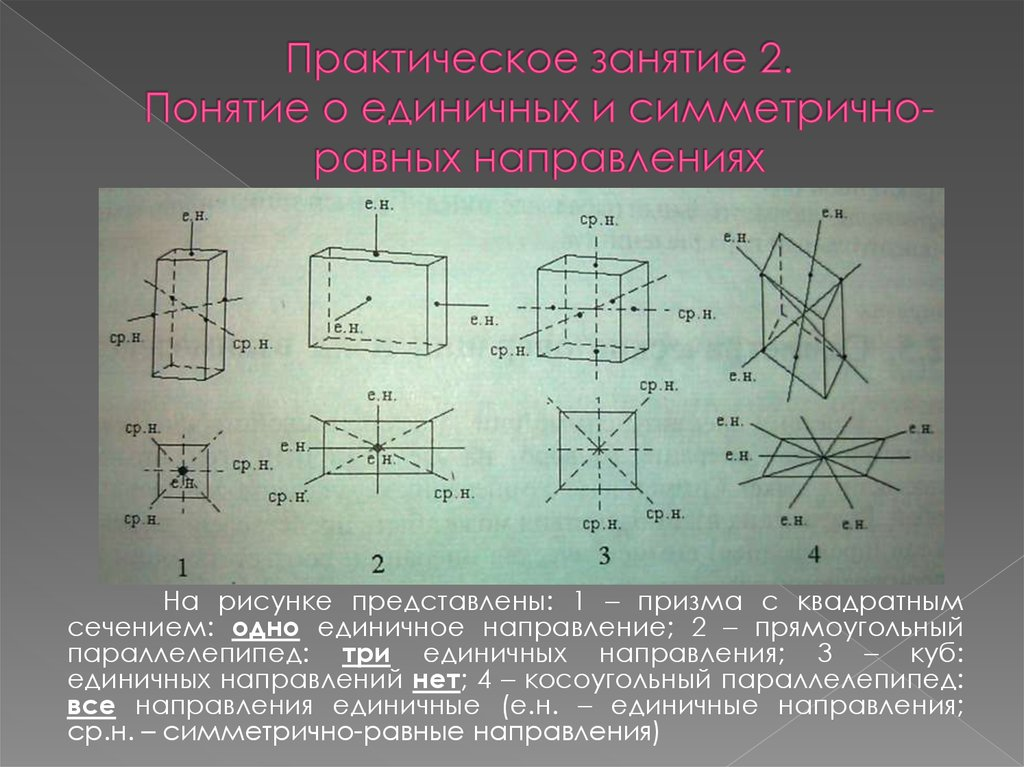 Практическое занятие 2.
Понятие о единичных и симметрично-
равных направлениях
е.н.
е.н.
ср.н.
е.н.
е.н.
ср.н.
ср.н.
е.н.
е.н.
ср.н.
ср.н.
ср.н.
е.н.
е.н.
ср.н.
ср.н.
е.н.
ср.н.
е.н.
е.н.
ср.н.
ср.н.
ср.н.
ср.н.
е.н.
е.н.
е.н.
е.н.
е.н.
1
2
3
4
На рисунке представлены: 1 – призма с квадратным
сечением: одно единичное направление; 2 – прямоугольный
параллелепипед: три единичных направления; 3 – куб:
единичных направлений нет; 4 – косоугольный параллелепипед:
все направления единичные (е.н. – единичные направления;
ср.н. – симметрично-равные направления)